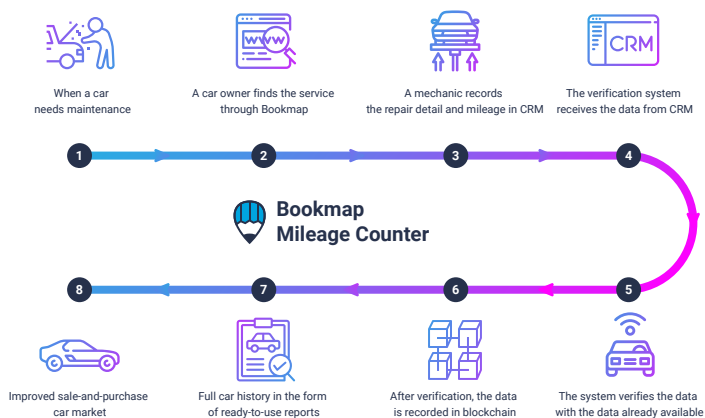 www
CRM
When a car
needs maintenance
A car owner finds the service
through Bookmap
A mechanic records
the repair detail and mileage in CRM
The verification system
receives the data from CRM
1
2
3
4
Bookmap
Mileage Counter
8
7
6
5
Improved sale-and-purchase
car market
Full car history in the form
of ready-to-use reports
After verification, the data
is recorded in blockchain
The system verifies the data
with the data already available